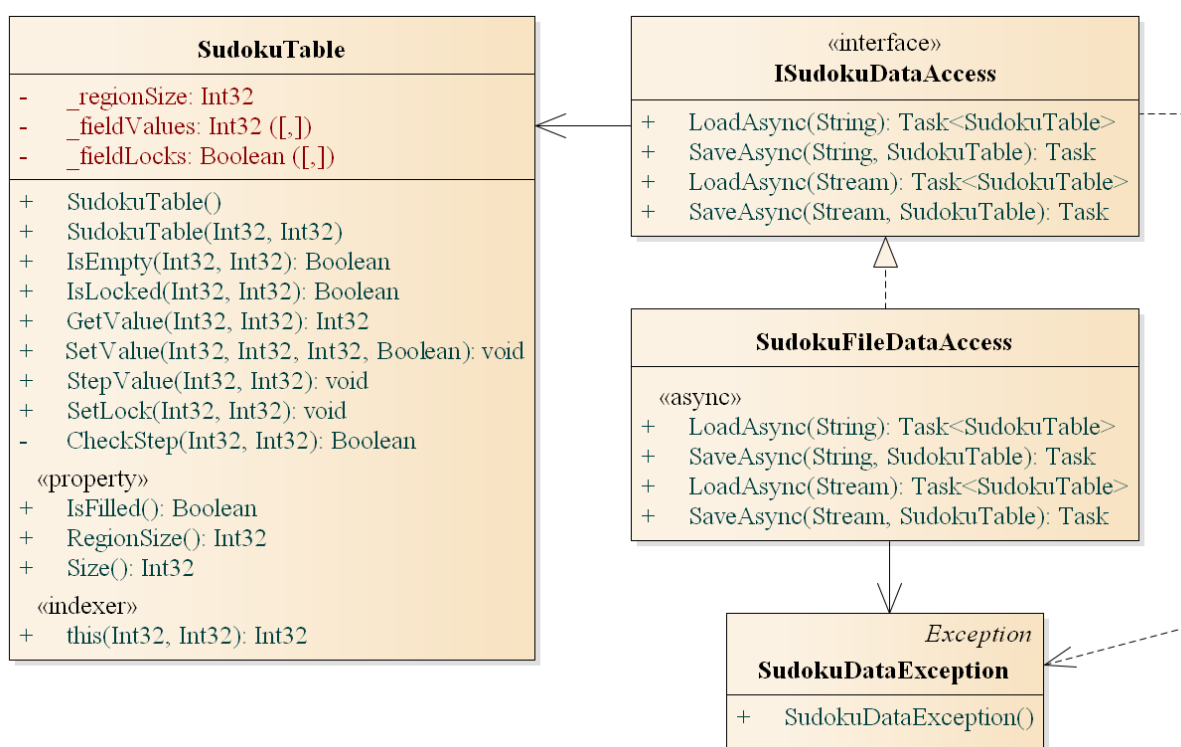 SudokuTable
- _regionSize: Int32
- _fieldValues: Int32 ([,])
- _fieldLocks: Boolean ([,])
+ SudokuTable()
+ SudokuTable(Int32, Int32)
+ IsEmpty(Int32, Int32): Boolean
+ IsLocked(Int32, Int32): Boolean
+ GetValue(Int32, Int32): Int32
+ SetValue(Int32, Int32, Int32, Boolean): void
+ StepValue(Int32, Int32): void
+ SetLock(Int32, Int32): void
- CheckStep(Int32, Int32): Boolean
«property»
+ IsFilled(): Boolean
+ RegionSize(): Int32
+ Size(): Int32
«indexer»
+ this(Int32, Int32): Int32
«interface»
ISudokuDataAccess
+ LoadAsync(String): Task<SudokuTable>
+ SaveAsync(String, SudokuTable): Task
+ LoadAsync(Stream): Task<SudokuTable>
+ SaveAsync(Stream, SudokuTable): Task
SudokuFileDataAccess
«async»
+ LoadAsync(String): Task<SudokuTable>
+ SaveAsync(String, SudokuTable): Task
+ LoadAsync(Stream): Task<SudokuTable>
+ SaveAsync(Stream, SudokuTable): Task
Exception
SudokuDataException
+ SudokuDataException()